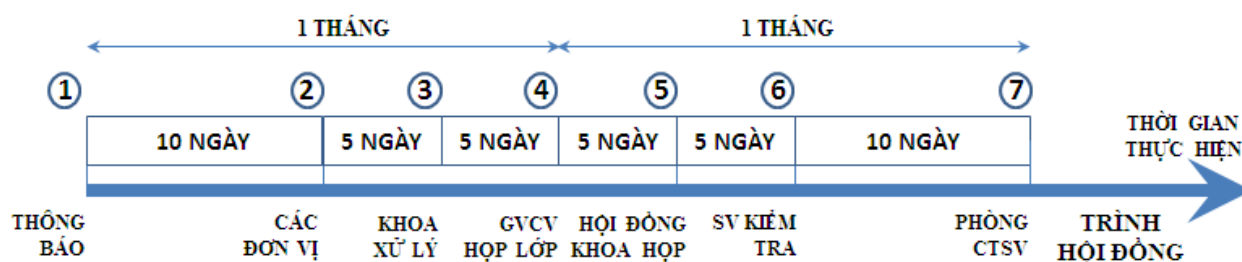 1 THÁNG
1 THÁNG
1
2
3
4
5
6
7
10 NGÀY
5 NGÀY
5 NGÀY
5 NGÀY
5 NGÀY
10 NGÀY
THỜI GIAN
THỰC HIỆN
THÔNG
BÁO
CÁC
ĐƠN VỊ
KHOA
XỬ LÝ
GVCV
HỌP LỚP
HỘI ĐỒNG
KHOA HỌP
SV KIỂM
TRA
PHÒNG
CTSV
TRÌNH
HỘI ĐỒNG